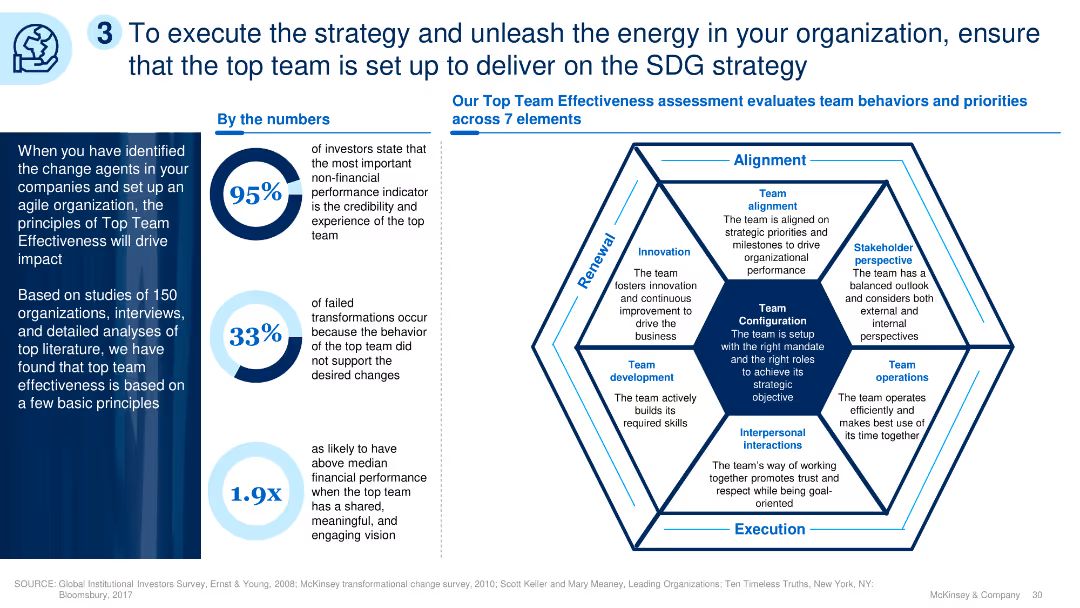 3 To execute the strategy and unleash the energy in your organization, ensure
that the top team is set up to deliver on the SDG strategy
When you have identified
the change agents in your
companies and set up an
agile organization, the
principles of Top Team
Effectiveness will drive
impact
Based on studies of 150
organizations, interviews,
and detailed analyses of
top literature, we have
found that top team
effectiveness is based on
a few basic principles
By the numbers
95%
of investors state that
the most important
non-financial
performance indicator
is the credibility and
experience of the top
team
33%
of failed
transformations occur
because the behavior
of the top team did
not support the
desired changes
1.9x
as likely to have
above median
financial performance
when the top team
has a shared,
meaningful, and
engaging vision
Our Top Team Effectiveness assessment evaluates team behaviors and priorities
across 7 elements
Alignment
Renewal
Team
alignment
The team is aligned on
strategic priorities and
milestones to drive
organizational
performance
Innovation
The team
fosters innovation
and continuous
improvement to
drive the
business
Stakeholder
perspective
The team has a
balanced outlook
and considers both
external and
internal
perspectives
Team
Configuration
The team is setup
with the right mandate
and the right roles
to achieve its
strategic
objective
Team
development
The team actively
builds its
required skills
Team
operations
The team operates
efficiently and
makes best use of
its time together
Interpersonal
interactions
The team's way of working
together promotes trust and
respect while being goal-
oriented
Execution
SOURCE: Global Institutional Investors Survey, Ernst & Young, 2008; McKinsey transformational change survey, 2010; Scott Keller and Mary Meaney, Leading Organizations; Ten Timeless Truths, New York, NY:
Bloomsbury, 2017
McKinsey & Company 30